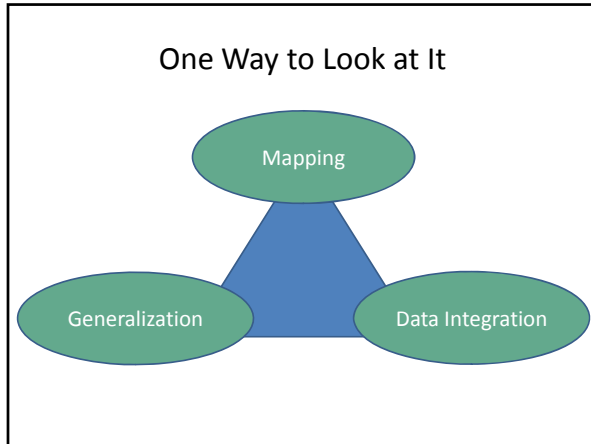 One Way to Look at It
Mapping
Generalization
Data Integration